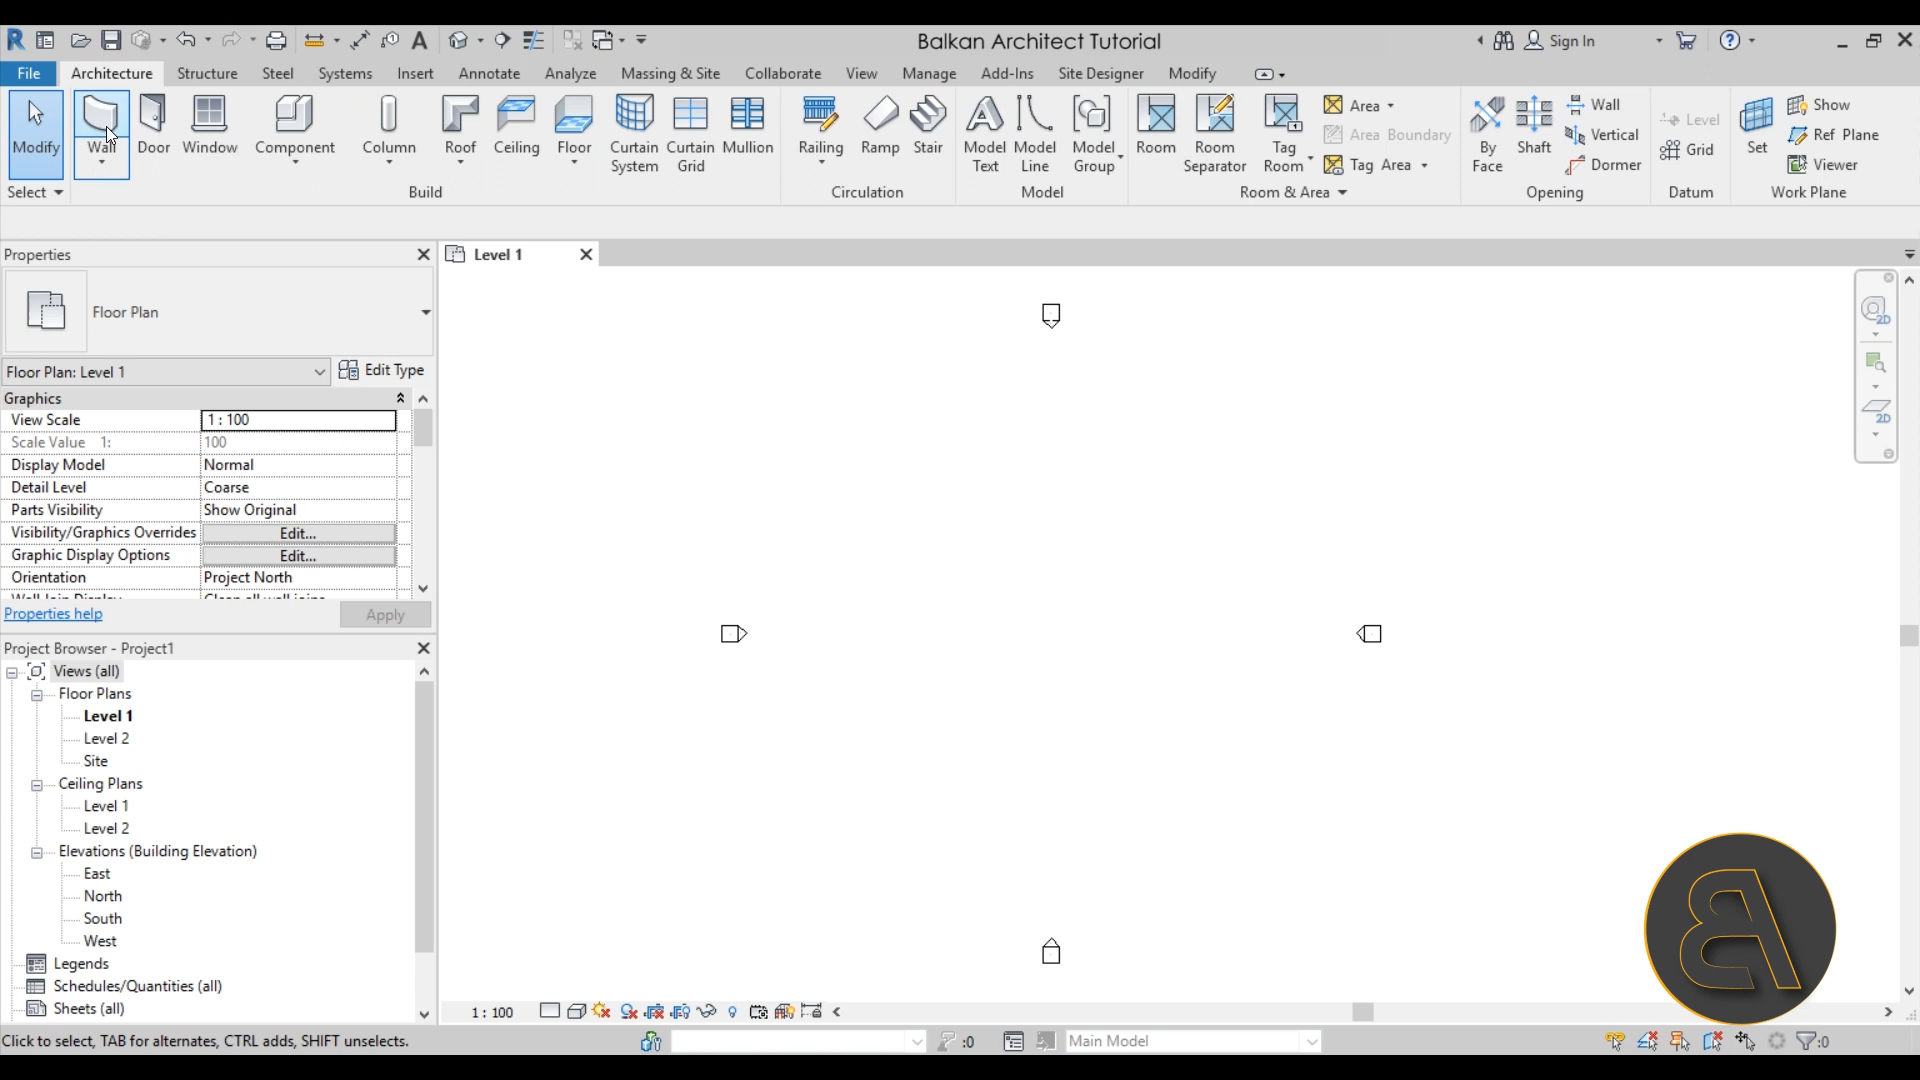 Balkan Architect Tutorial
Sign In
File Architecture Structure Steel Systems Insert Annotate Analyze Massing & Site Collaborate View Manage Add-Ins Site Designer Modify
Modify Wall Door Window Component Column Roof Ceiling Floor Curtain System Curtain Grid Mullion Railing Ramp Stair Model Text Model Line Model Group Room Room Separator Tag Room
Area
Area Boundary
Tag Area
By Face
Shaft
Wall
Vertical
Dormer
Level
Grid
Set
Show
Ref Plane
Viewer
Select Build Circulation Model Room & Area Opening Datum Work Plane
Properties
Level 1
Floor Plan
Floor Plan: Level 1 Edit Type
Graphics
View Scale 1 : 100
Scale Value 1: 100
Display Model Normal
Detail Level Coarse
Parts Visibility Show Original
Visibility/Graphics Overrides Edit...
Graphic Display Options Edit...
Orientation Project North
Properties help Apply
Project Browser - Project1
Views (all)
Floor Plans
Level 1
Level 2
Site
Ceiling Plans
Level 1
Level 2
Elevations (Building Elevation)
East
North
South
West
Legends
Schedules/Quantities (all)
Sheets (all)
2D
2D
1 : 100
Click to select, TAB for alternates, CTRL adds, SHIFT unselects.
:0
Main Model
:0